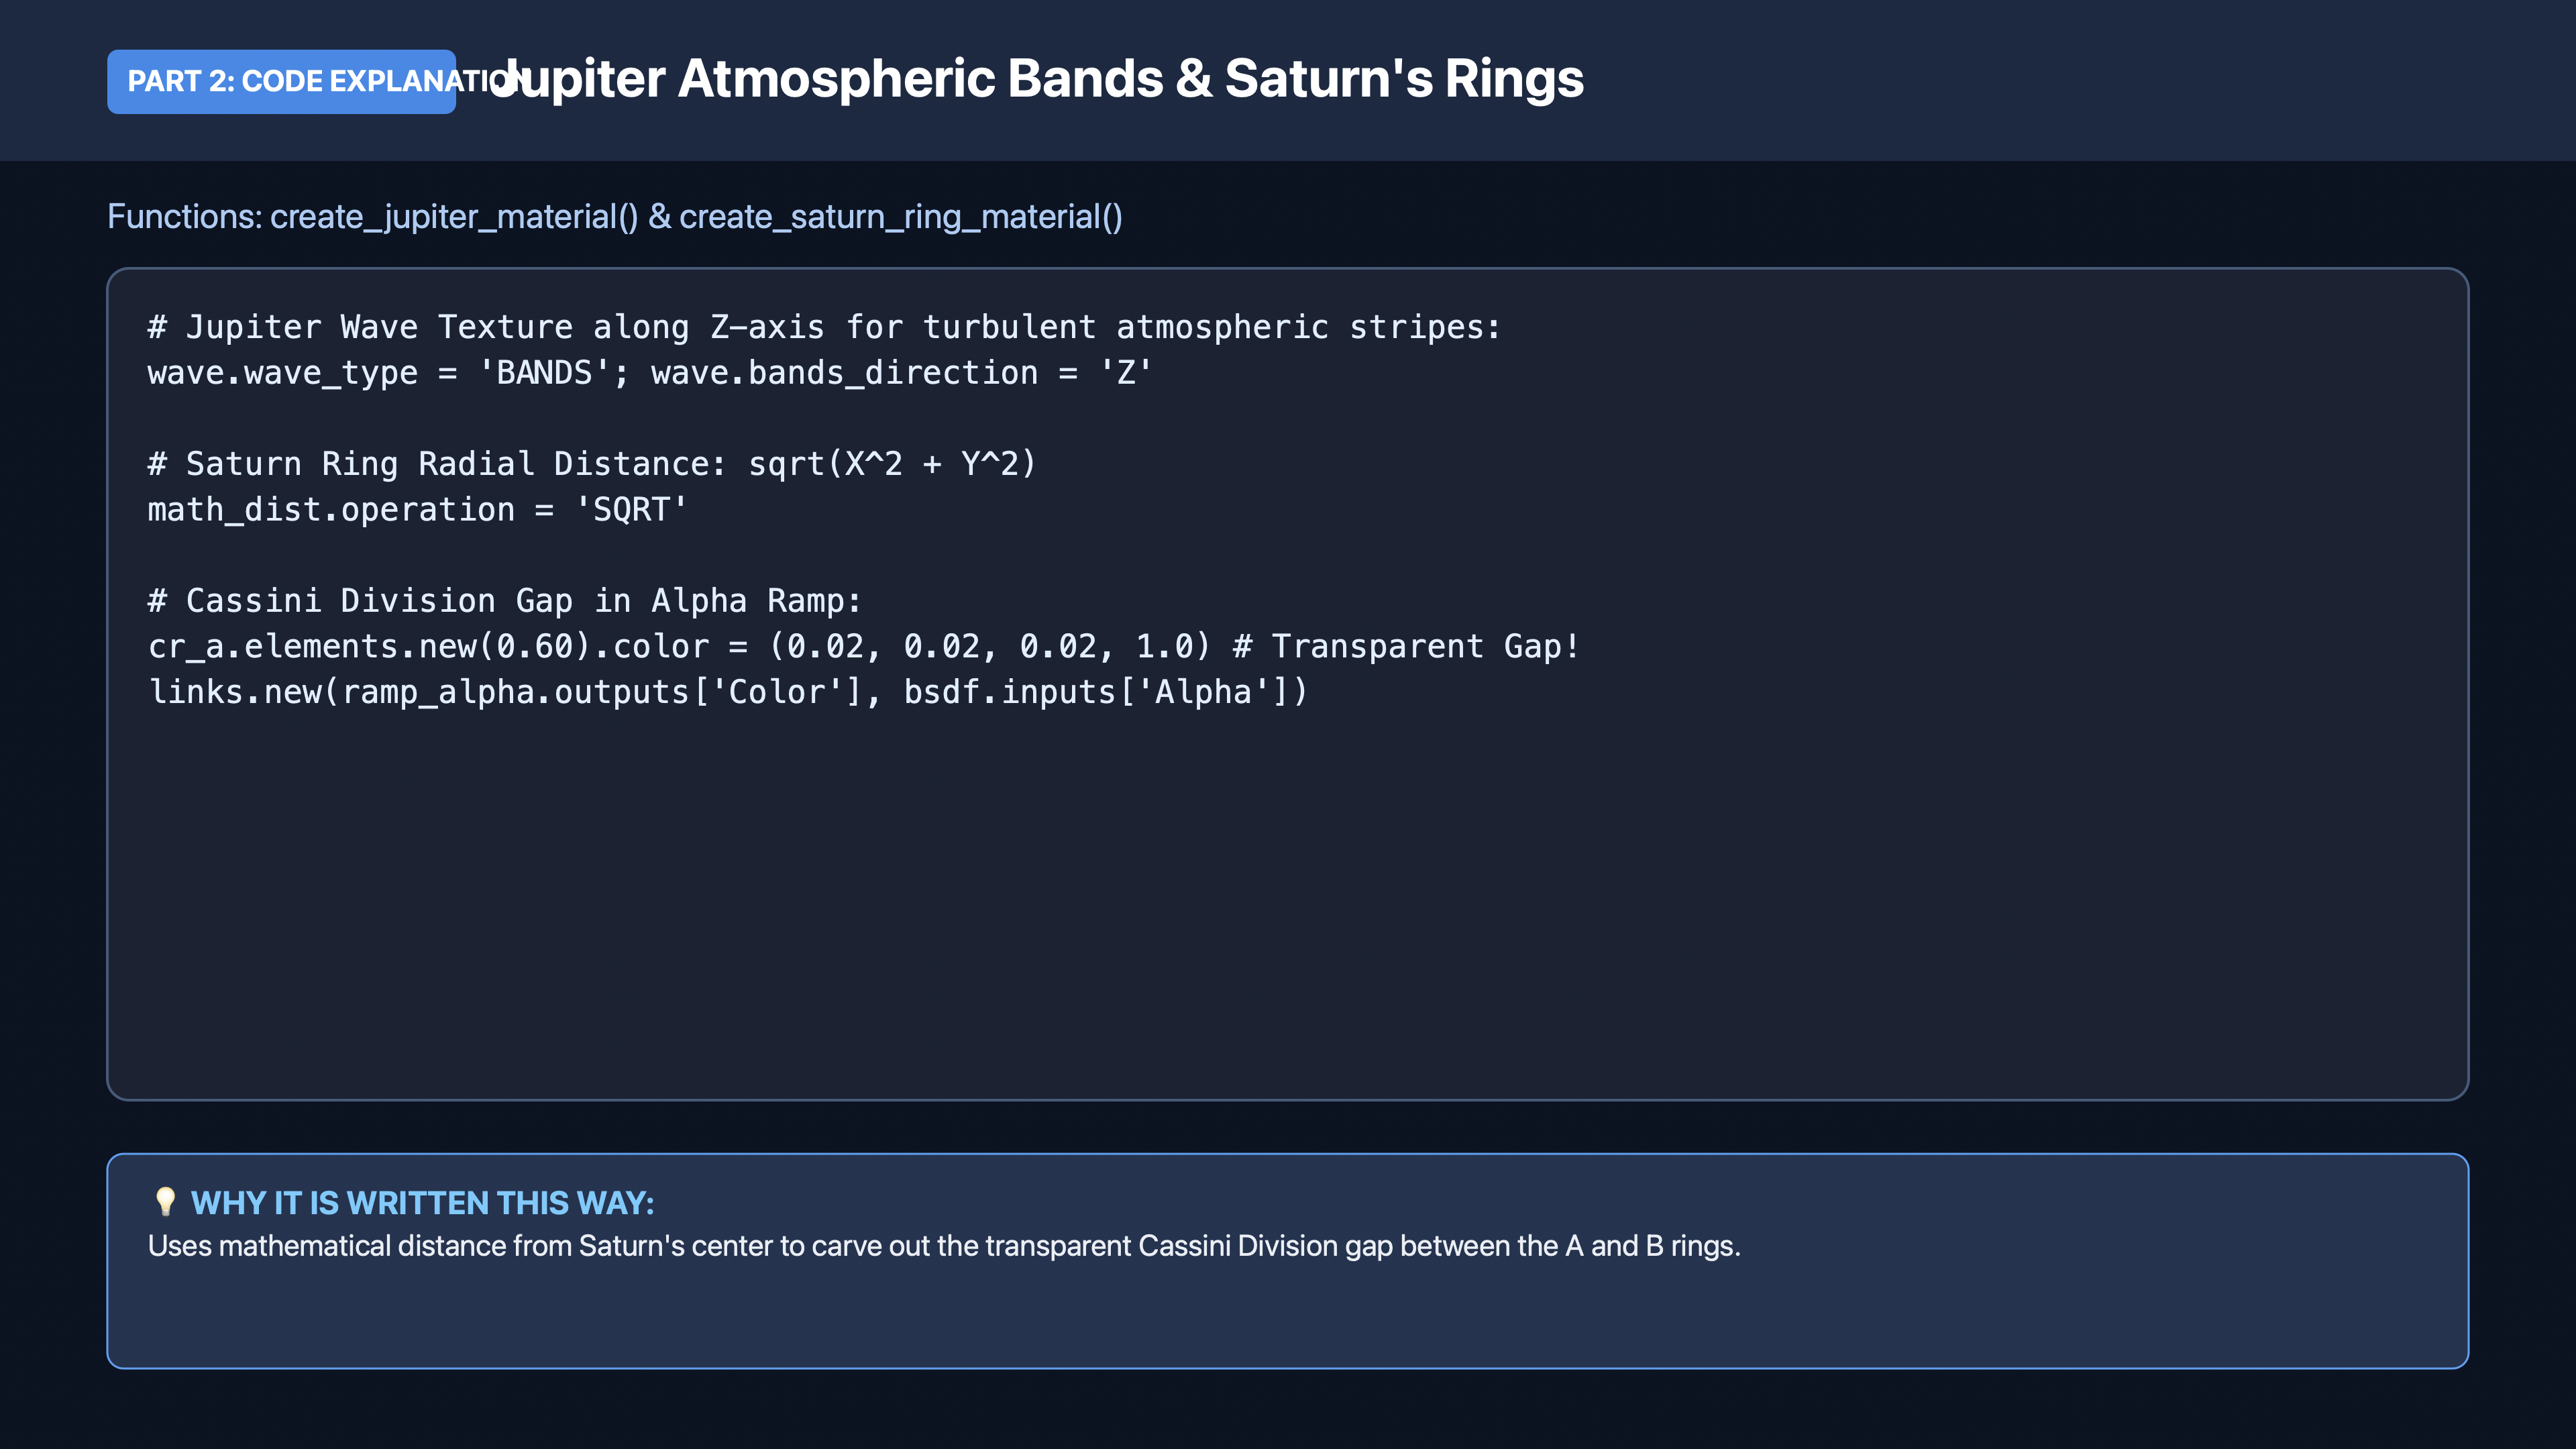 PART 2: CODE EXPLANATION
Jupiter Atmospheric Bands & Saturn's Rings
Functions: create_jupiter_material() & create_saturn_ring_material()
# Jupiter Wave Texture along Z-axis for turbulent atmospheric stripes:
wave.wave_type = 'BANDS'; wave.bands_direction = 'Z'
# Saturn Ring Radial Distance: sqrt(X^2 + Y^2)
math_dist.operation = 'SQRT'
# Cassini Division Gap in Alpha Ramp:
cr_a.elements.new(0.60).color = (0.02, 0.02, 0.02, 1.0) # Transparent Gap!
links.new(ramp_alpha.outputs['Color'], bsdf.inputs['Alpha'])
💡 WHY IT IS WRITTEN THIS WAY:
Uses mathematical distance from Saturn's center to carve out the transparent Cassini Division gap between the A and B rings.